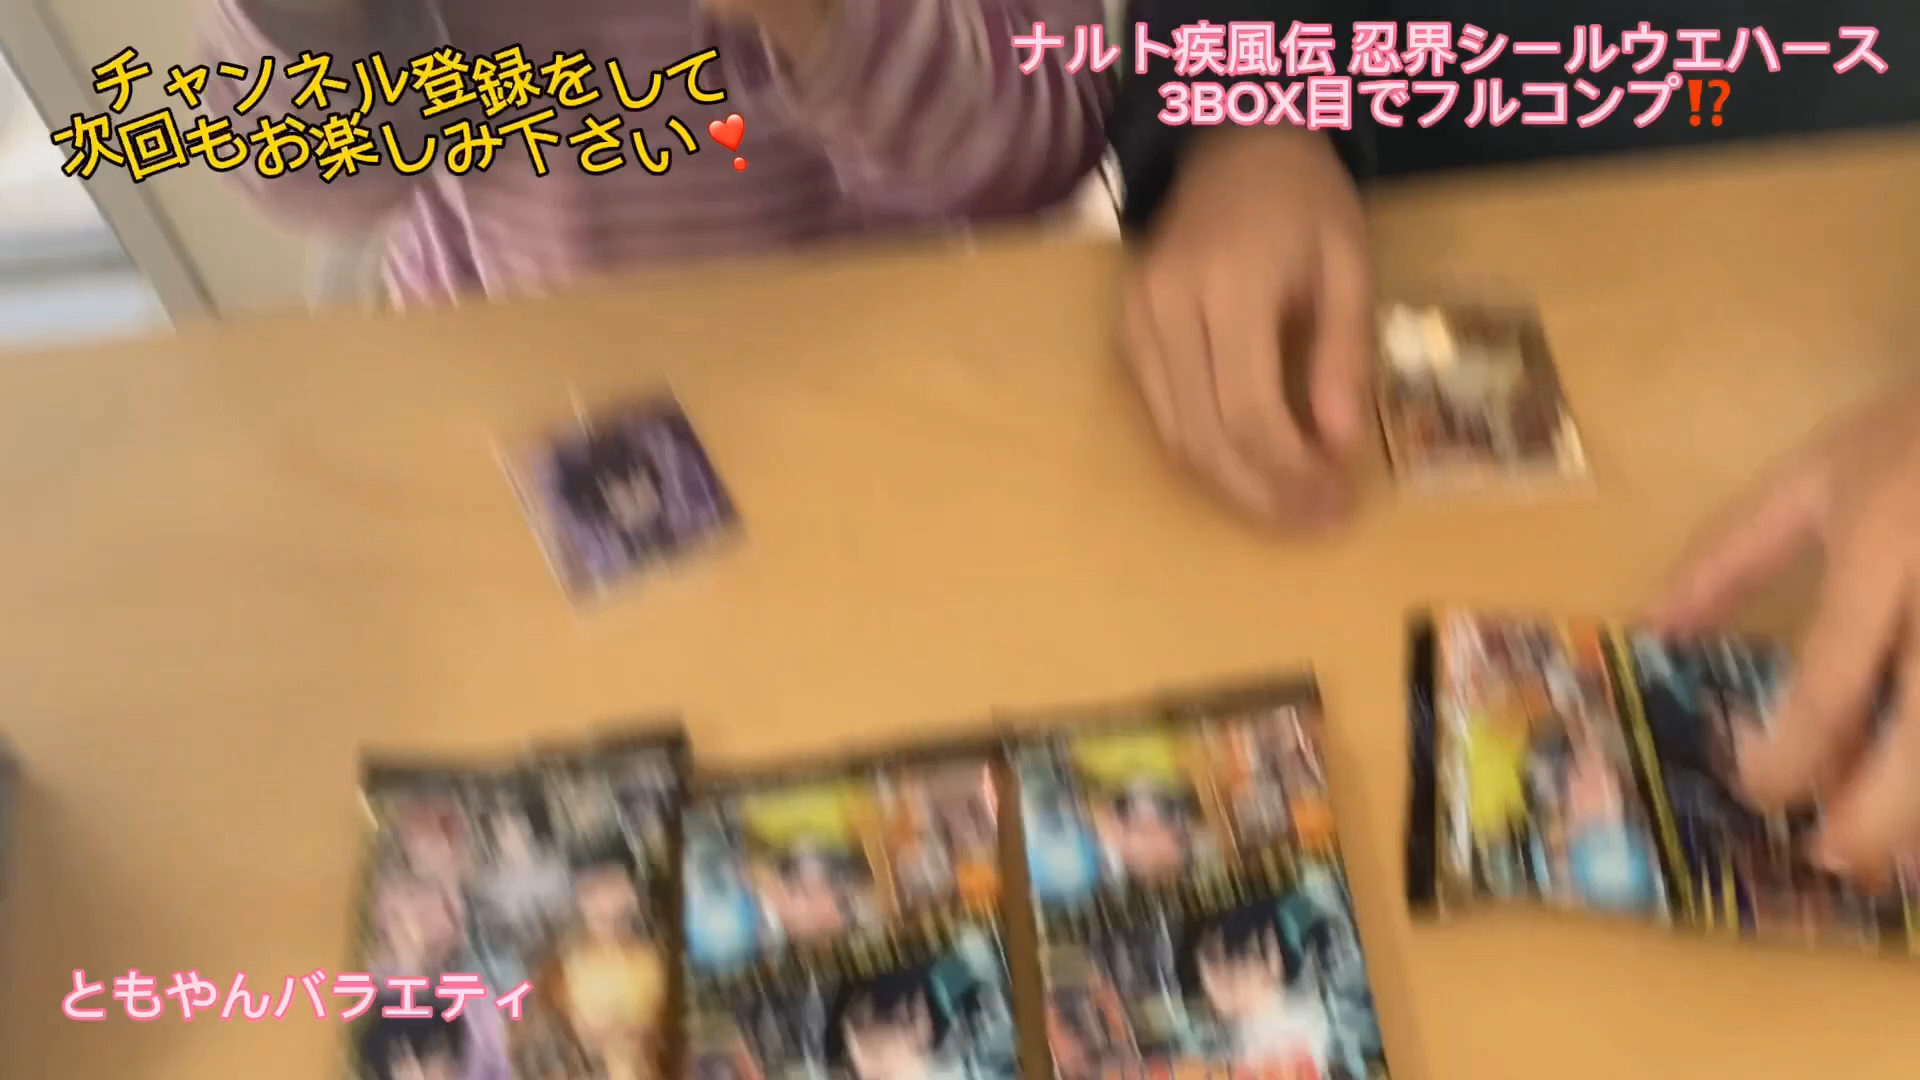 チャンネル登録をして
次回もお楽しみ下さい❣️
ナルト疾風伝 忍界シールウエハース
3BOX目でフルコンプ⁉️
ともやんバラエティ